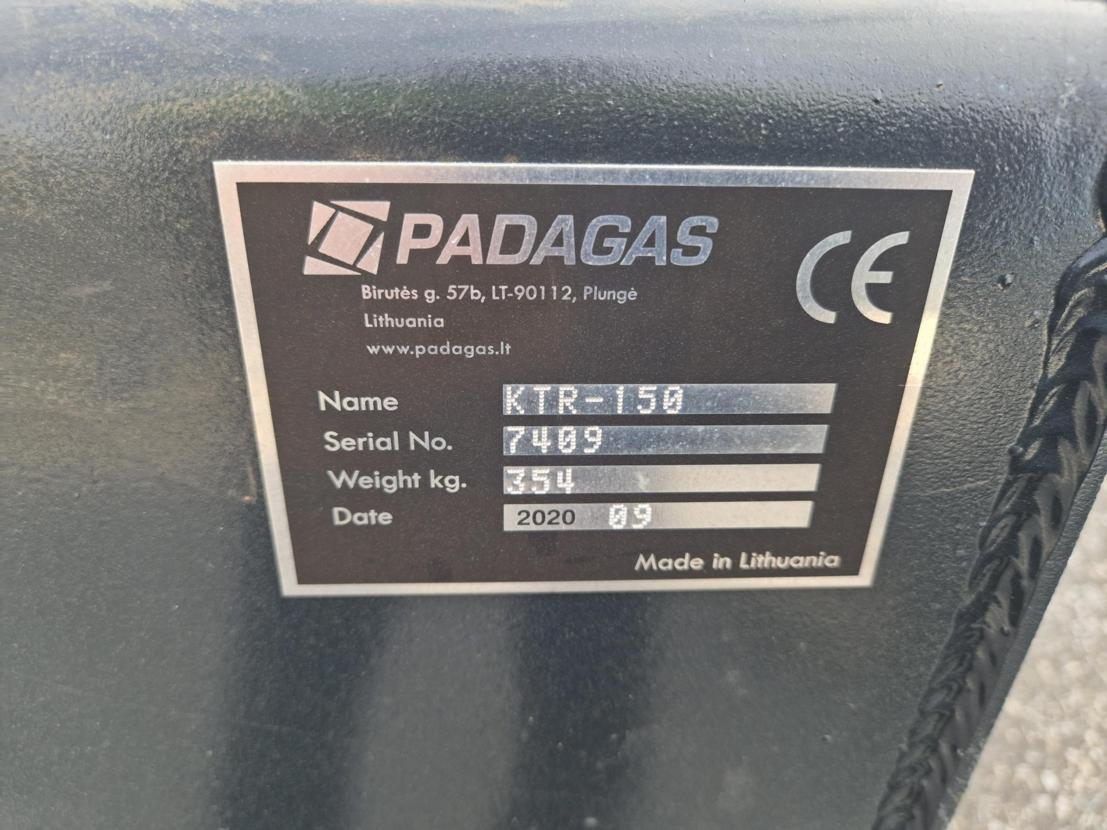 PADAGAS
CE
Birutės g. 57b, LT-90112, Plungė
Lithuania
www.padagas.lt
Name KTR-150
Serial No. 7409
Weight kg. 354
Date 2020 09
Made in Lithuania